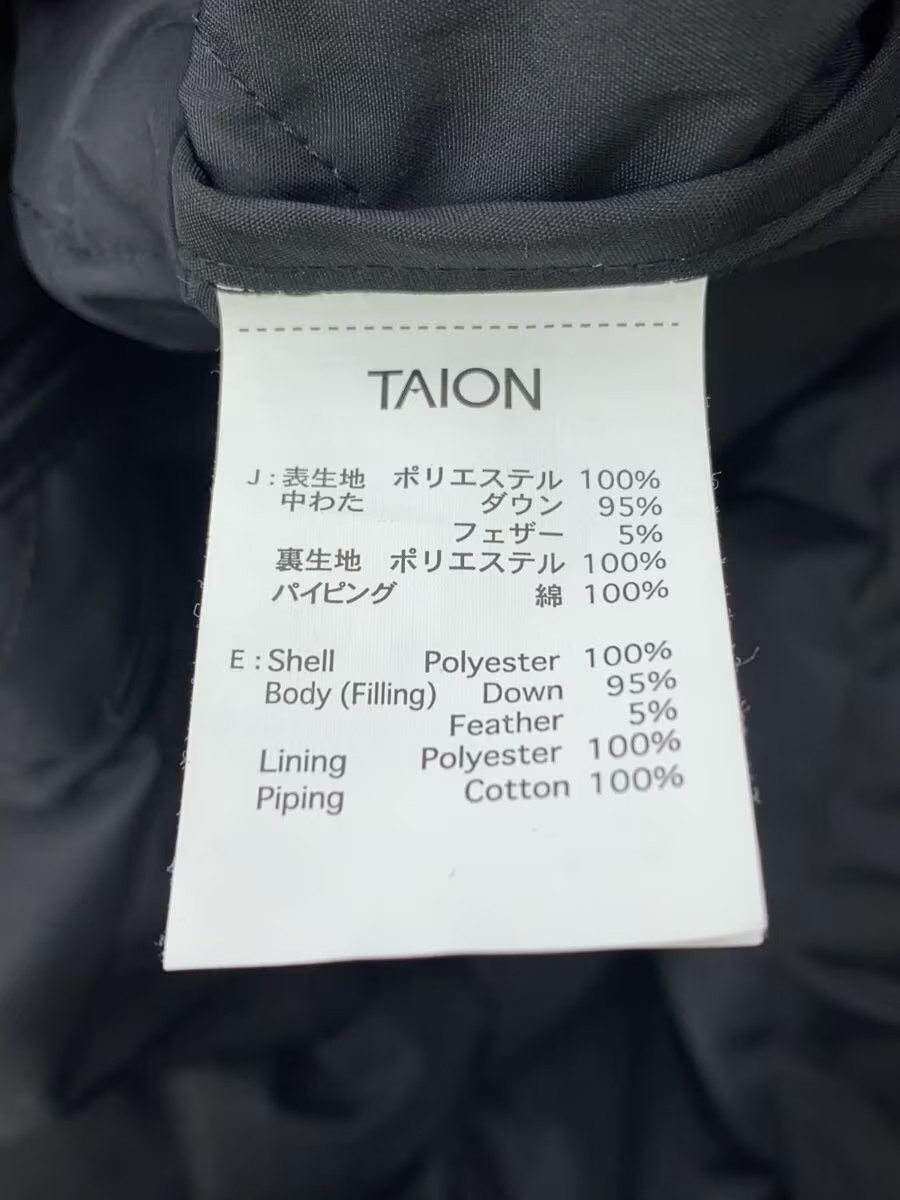 TAION
J : 表生地 ポリエステル 100%
中わた ダウン 95%
フェザー 5%
裏生地 ポリエステル 100%
パイピング 綿 100%
E : Shell Polyester 100%
Body (Filling) Down 95%
Feather 5%
Lining Polyester 100%
Piping Cotton 100%